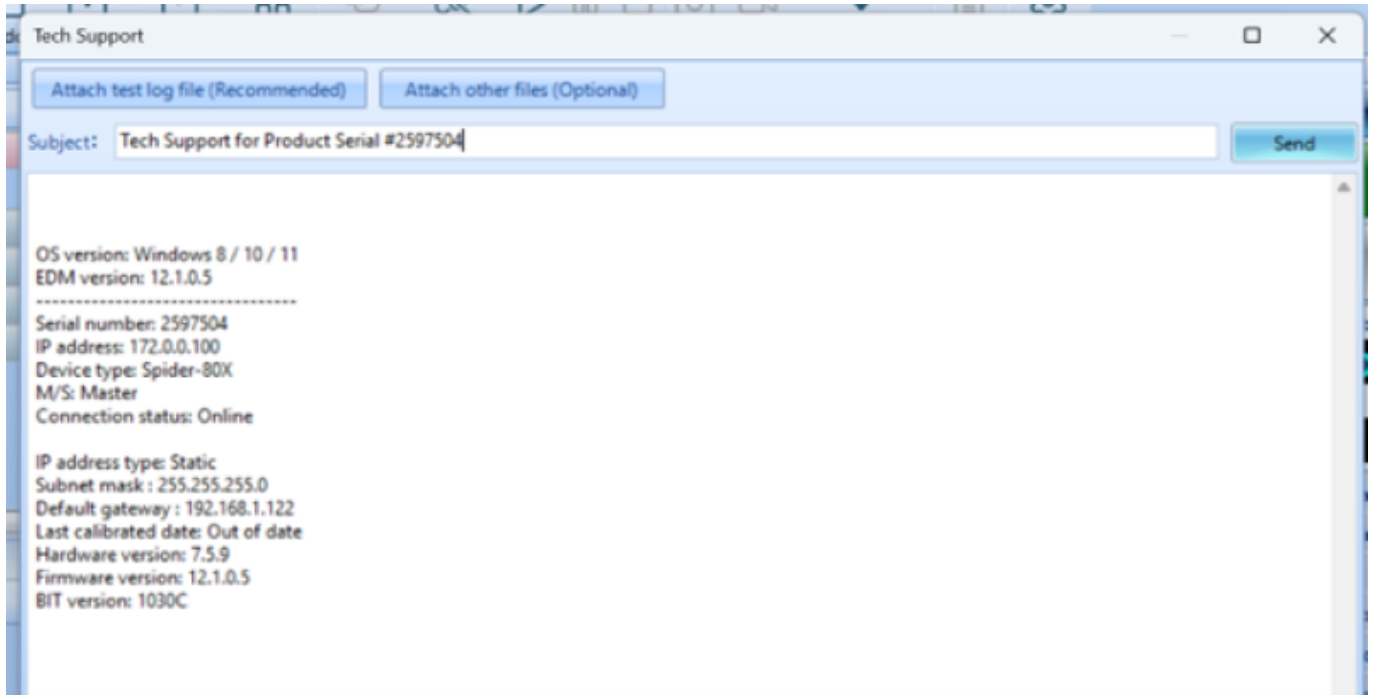 Tech Support
Attach test log file (Recommended)
Attach other files (Optional)
Subject:
Tech Support for Product Serial #2597504
Send
OS version: Windows 8 / 10 / 11
EDM version: 12.1.0.5
---------------------------------
Serial number: 2597504
IP address: 172.0.0.100
Device type: Spider-80X
M/S: Master
Connection status: Online
IP address type: Static
Subnet mask : 255.255.255.0
Default gateway : 192.168.1.122
Last calibrated date: Out of date
Hardware version: 7.5.9
Firmware version: 12.1.0.5
BIT version: 1030C